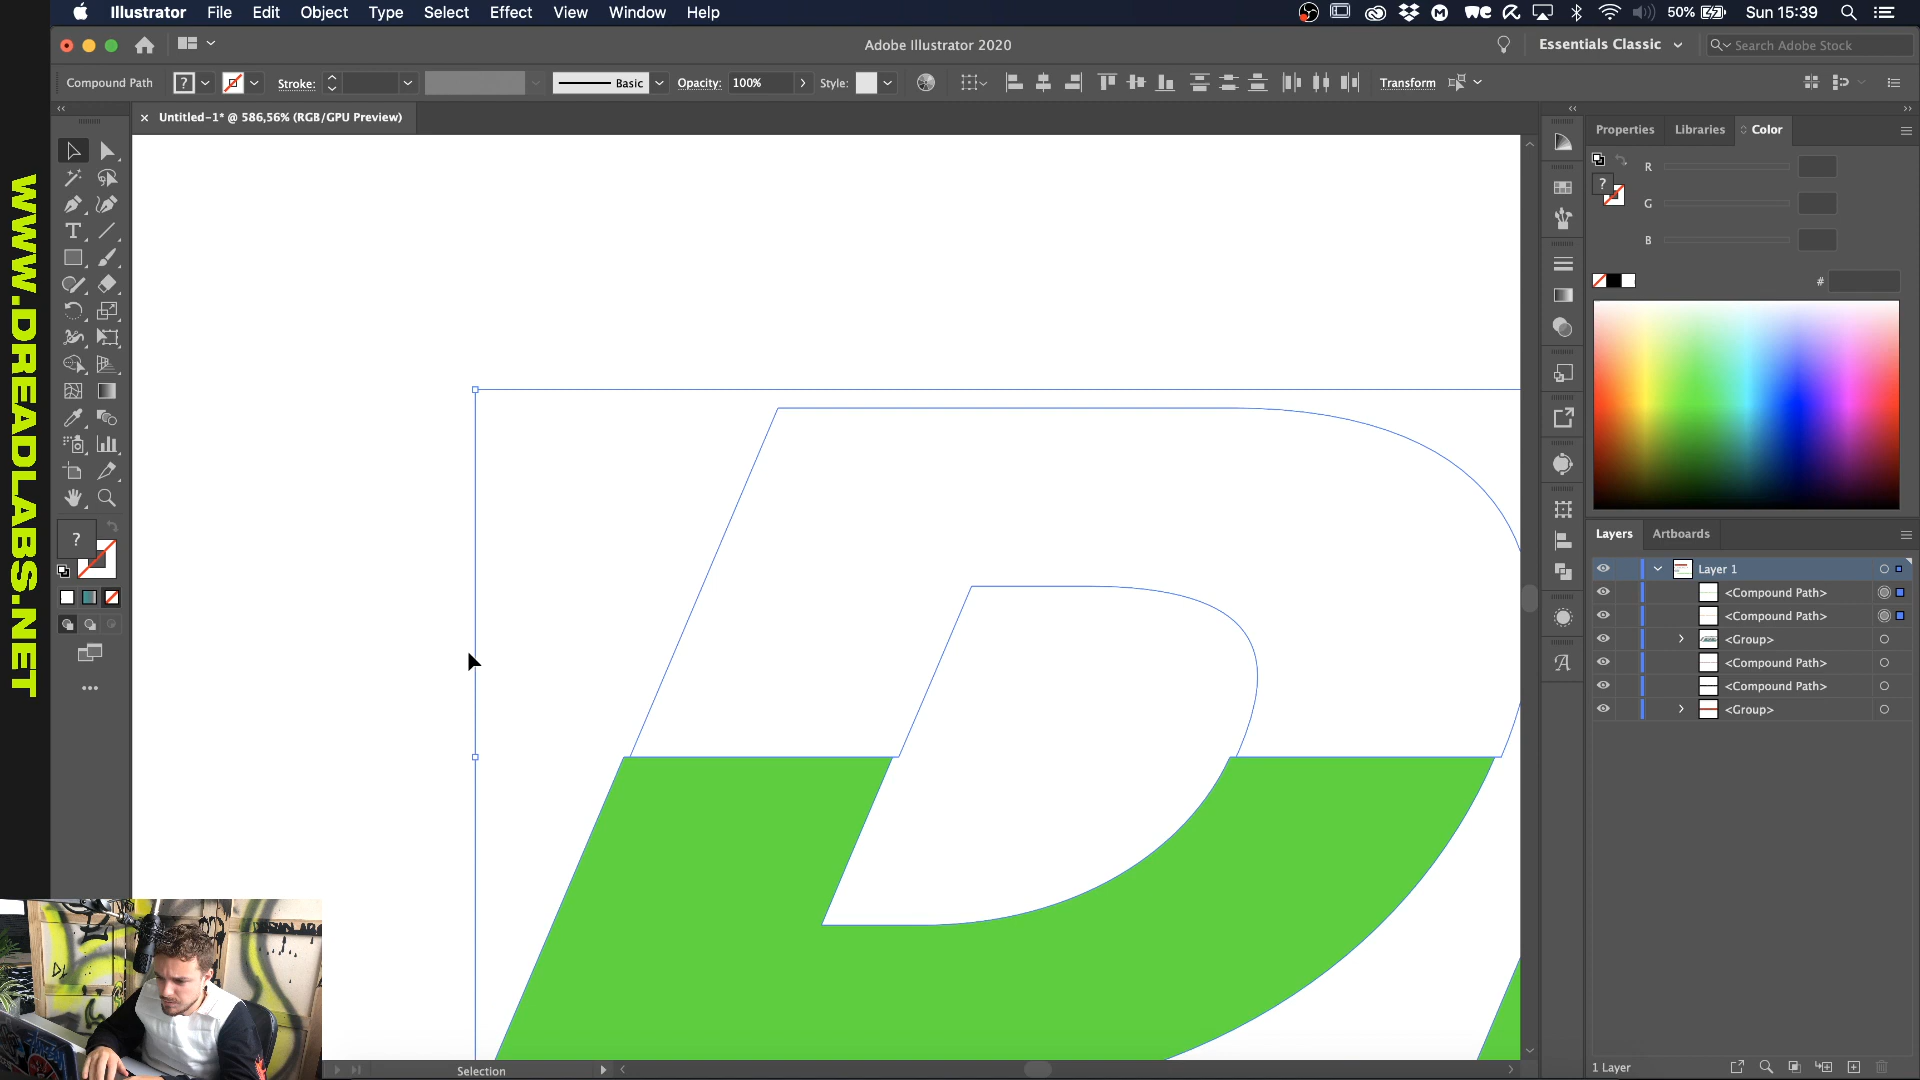 Illustrator File Edit Object Type Select Effect View Window Help
50% Sun 15:39
Adobe Illustrator 2020
Essentials Classic
Search Adobe Stock
Compound Path
?
Stroke:
Basic
Opacity: 100%
Style:
Transform
Untitled-1* @ 586,56% (RGB/GPU Preview)
Properties Libraries Color
R
?
G
B
#
WWW.DREADLABS.NET
T
?
Layers Artboards
Layer 1
<Compound Path>
<Compound Path>
<Group>
<Compound Path>
<Compound Path>
<Group>
Selection
1 Layer